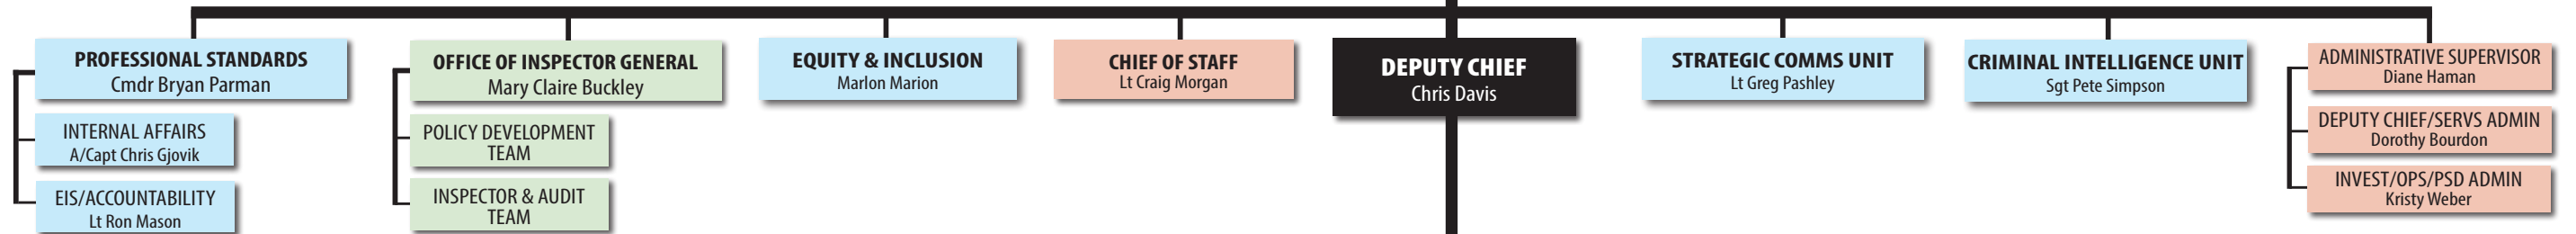 PROFESSIONAL STANDARDS
Cmdr Bryan Parman
INTERNAL AFFAIRS
A/Capt Chris Gjovik
EIS/ACCOUNTABILITY
Lt Ron Mason
OFFICE OF INSPECTOR GENERAL
Mary Claire Buckley
POLICY DEVELOPMENT
TEAM
INSPECTOR & AUDIT
TEAM
EQUITY & INCLUSION
Marlon Marion
CHIEF OF STAFF
Lt Craig Morgan
DEPUTY CHIEF
Chris Davis
STRATEGIC COMMS UNIT
Lt Greg Pashley
CRIMINAL INTELLIGENCE UNIT
Sgt Pete Simpson
ADMINISTRATIVE SUPERVISOR
Diane Haman
DEPUTY CHIEF/SERVS ADMIN
Dorothy Bourdon
INVEST/OPS/PSD ADMIN
Kristy Weber